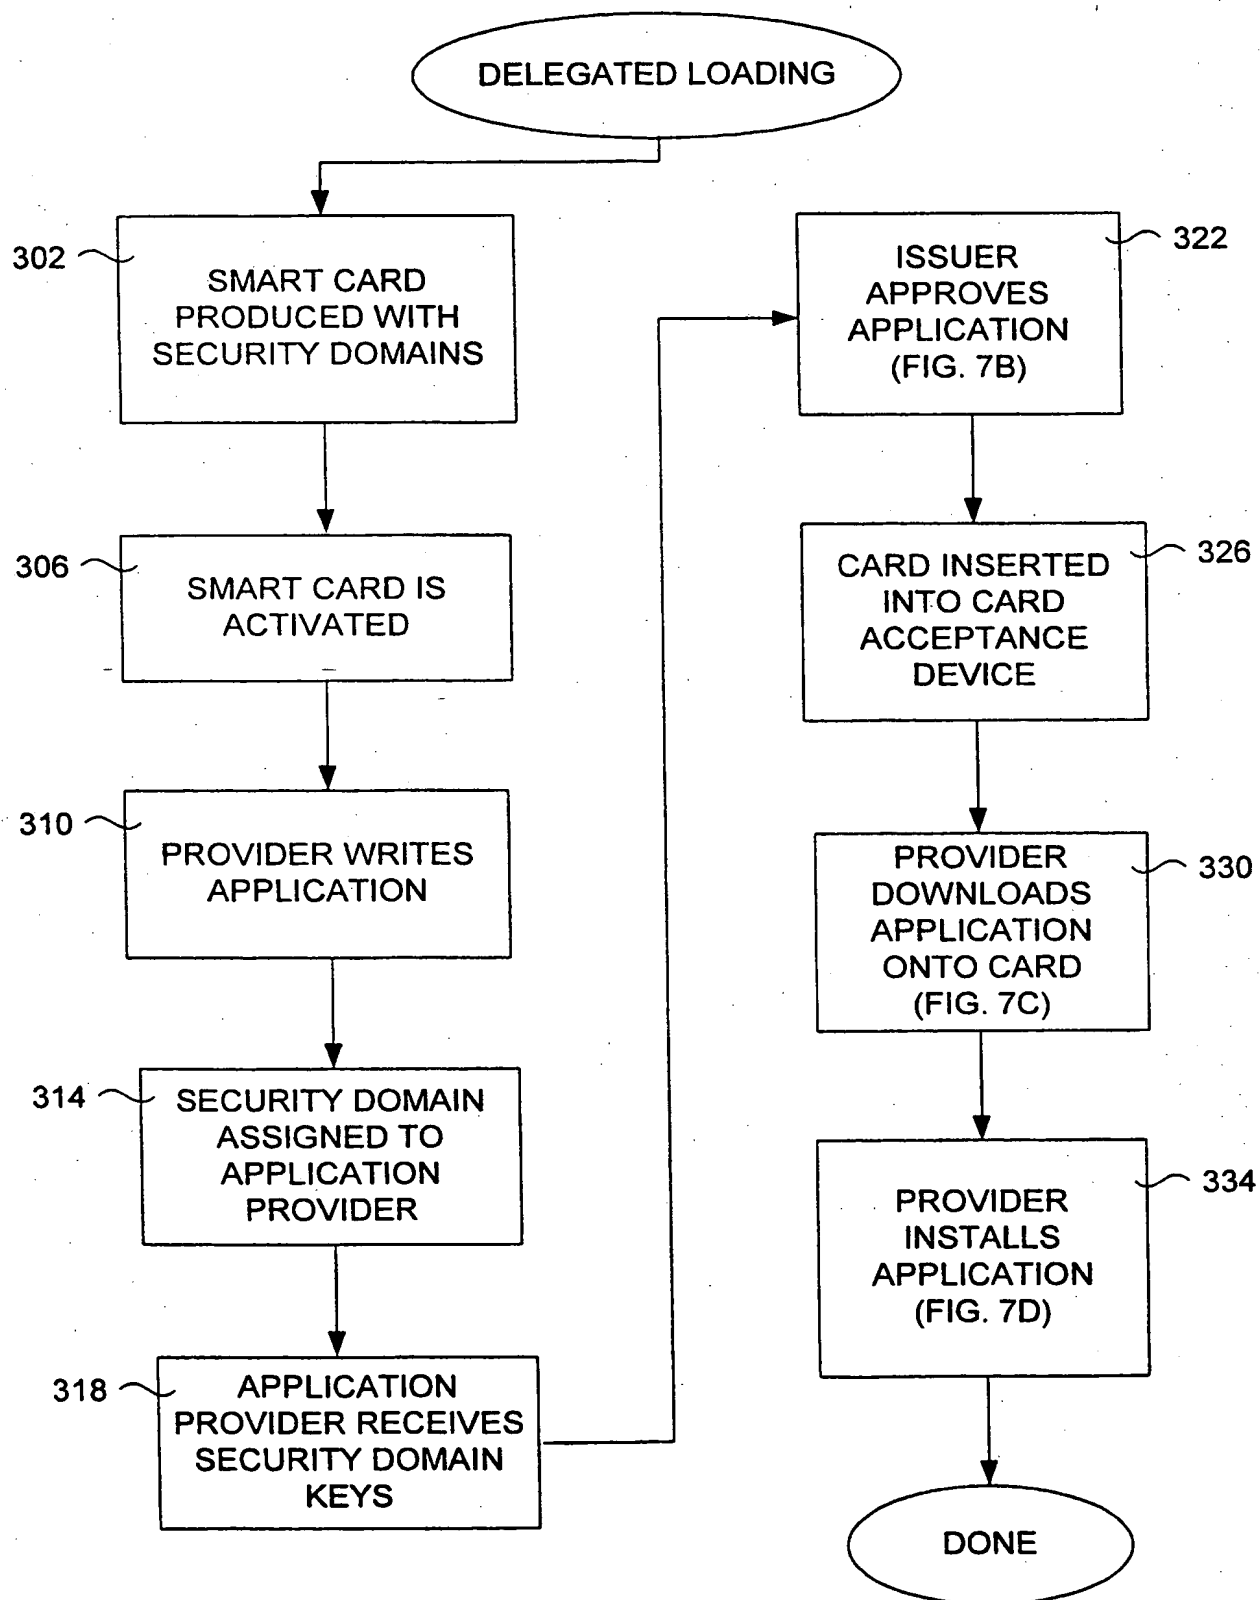 DELEGATED LOADING
302
SMART CARD
PRODUCED WITH
SECURITY DOMAINS
306
SMART CARD IS
ACTIVATED
310
PROVIDER WRITES
APPLICATION
314
SECURITY DOMAIN
ASSIGNED TO
APPLICATION
PROVIDER
318
APPLICATION
PROVIDER RECEIVES
SECURITY DOMAIN
KEYS
322
ISSUER
APPROVES
APPLICATION
(FIG. 7B)
326
CARD INSERTED
INTO CARD
ACCEPTANCE
DEVICE
330
PROVIDER
DOWNLOADS
APPLICATION
ONTO CARD
(FIG. 7C)
334
PROVIDER
INSTALLS
APPLICATION
(FIG. 7D)
DONE